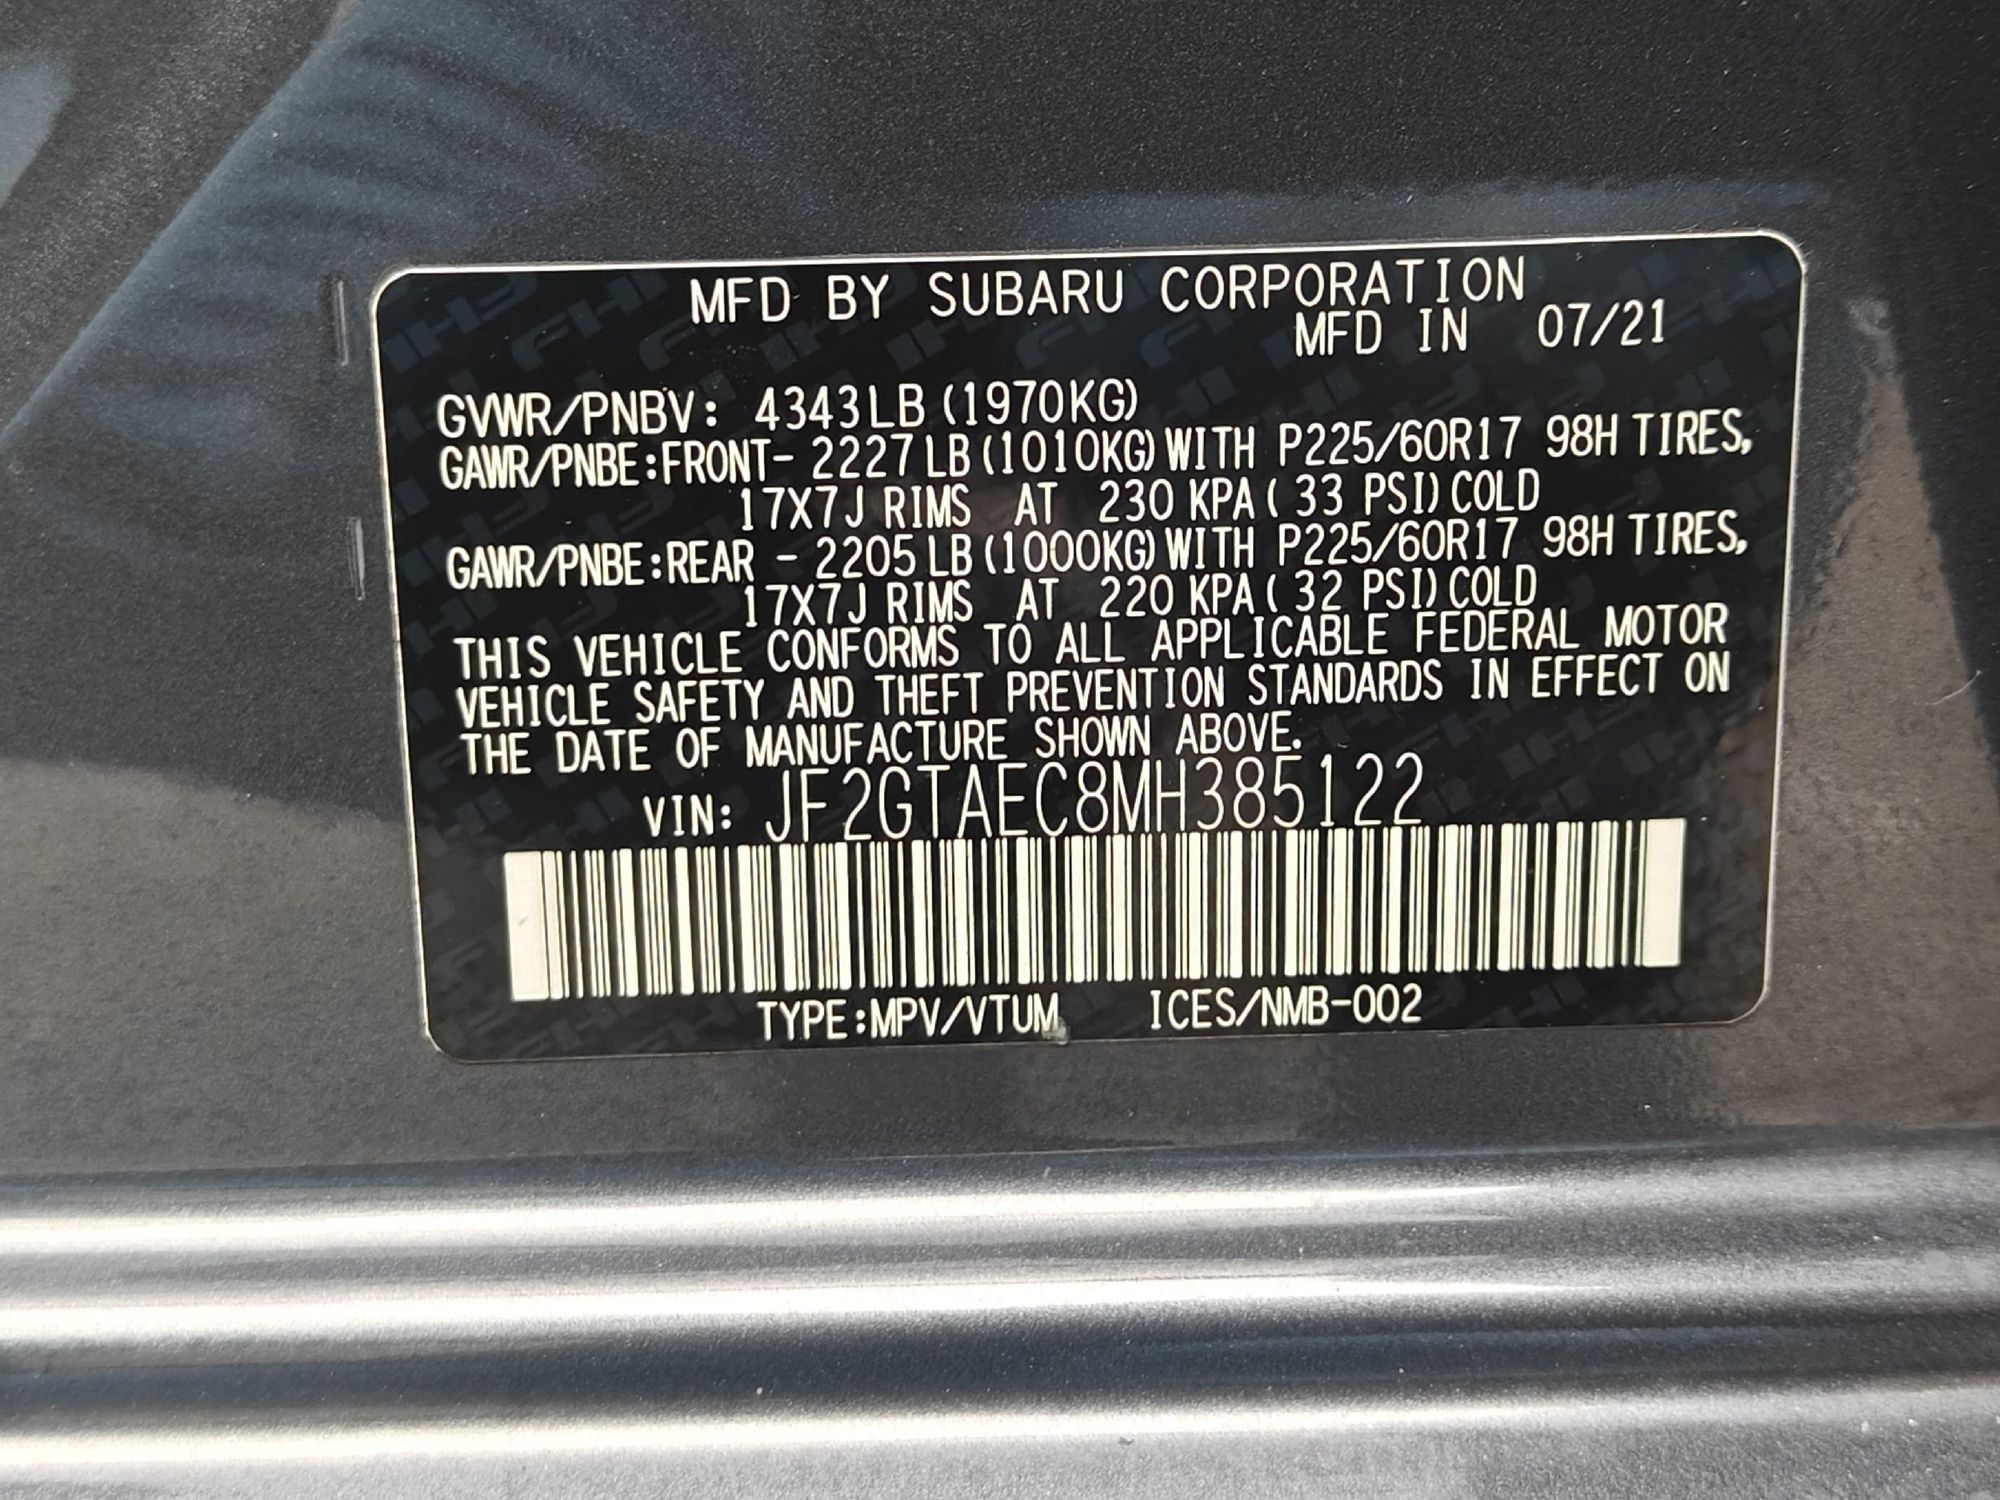 MFD BY SUBARU CORPORATION
MFD IN 07/21
GVWR/PNBV: 4343LB (1970KG)
GAWR/PNBE:FRONT- 2227LB(1010KG)WITH P225/60R17 98H TIRES,
17X7J RIMS AT 230 KPA( 33 PSI)COLD
GAWR/PNBE:REAR - 2205LB(1000KG)WITH P225/60R17 98H TIRES,
17X7J RIMS AT 220 KPA( 32 PSI)COLD
THIS VEHICLE CONFORMS TO ALL APPLICABLE FEDERAL MOTOR
VEHICLE SAFETY AND THEFT PREVENTION STANDARDS IN EFFECT ON
THE DATE OF MANUFACTURE SHOWN ABOVE.
VIN: JF2GTAEC8MH385122
TYPE:MPV/VTUM ICES/NMB-002